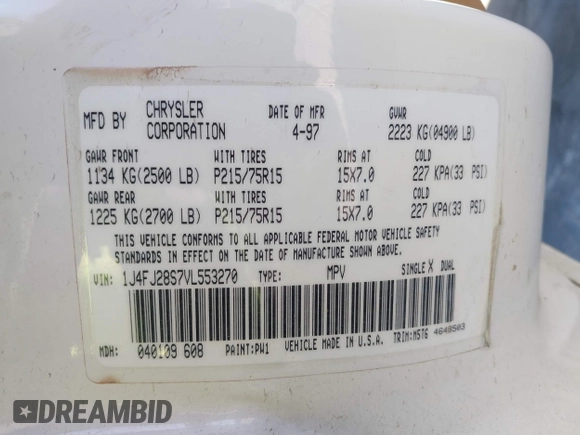 MFD BY CHRYSLER CORPORATION DATE OF MFR 4-97 GVWR 2223 KG(04900 LB)
GAWR FRONT WITH TIRES RIMS AT COLD
1134 KG(2500 LB) P215/75R15 15X7.0 227 KPA(33 PSI)
GAWR REAR WITH TIRES RIMS AT COLD
1225 KG(2700 LB) P215/75R15 15X7.0 227 KPA(33 PSI)
THIS VEHICLE CONFORMS TO ALL APPLICABLE FEDERAL MOTOR VEHICLE SAFETY
STANDARDS IN EFFECT ON THE DATE OF MANUFACTURE SHOWN ABOVE.
VIN: 1J4FJ28S7VL553270 TYPE: MPV SINGLE X DUAL
MDH: 040109 608 PAINT:PW1 VEHICLE MADE IN U.S.A. TRIM:M5T6 4648503
DREAMBID